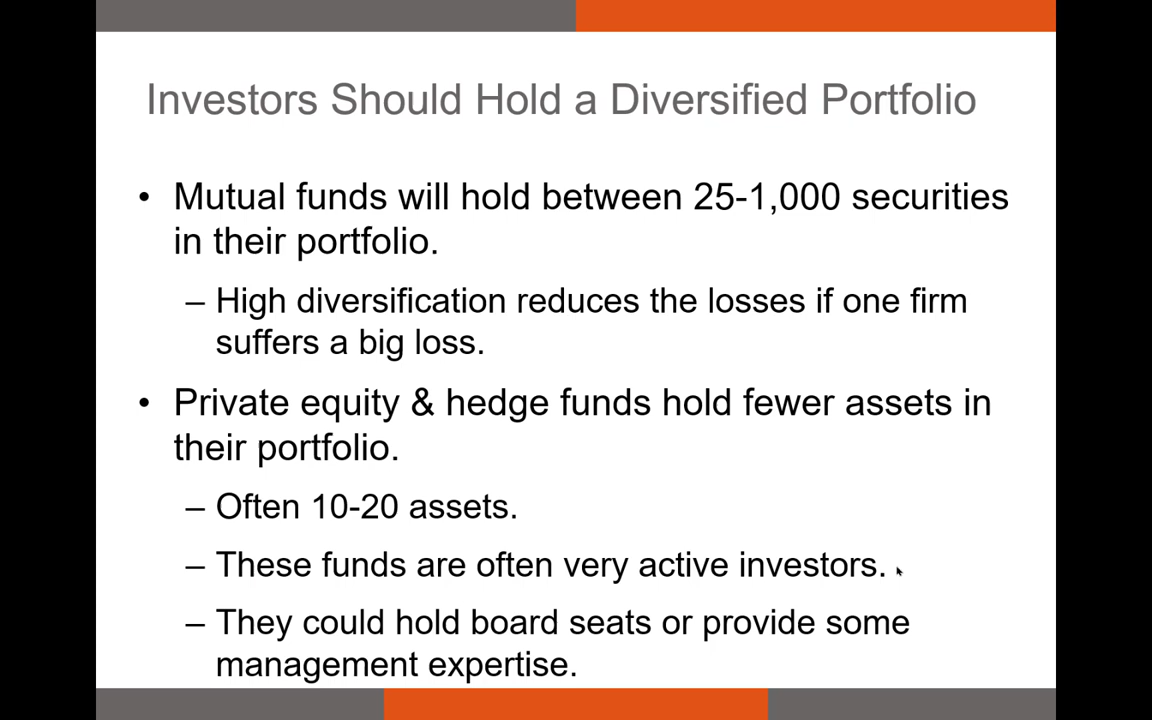 Investors Should Hold a Diversified Portfolio
• Mutual funds will hold between 25-1,000 securities
in their portfolio.
– High diversification reduces the losses if one firm
suffers a big loss.
• Private equity & hedge funds hold fewer assets in
their portfolio.
– Often 10-20 assets.
– These funds are often very active investors.
– They could hold board seats or provide some
management expertise.